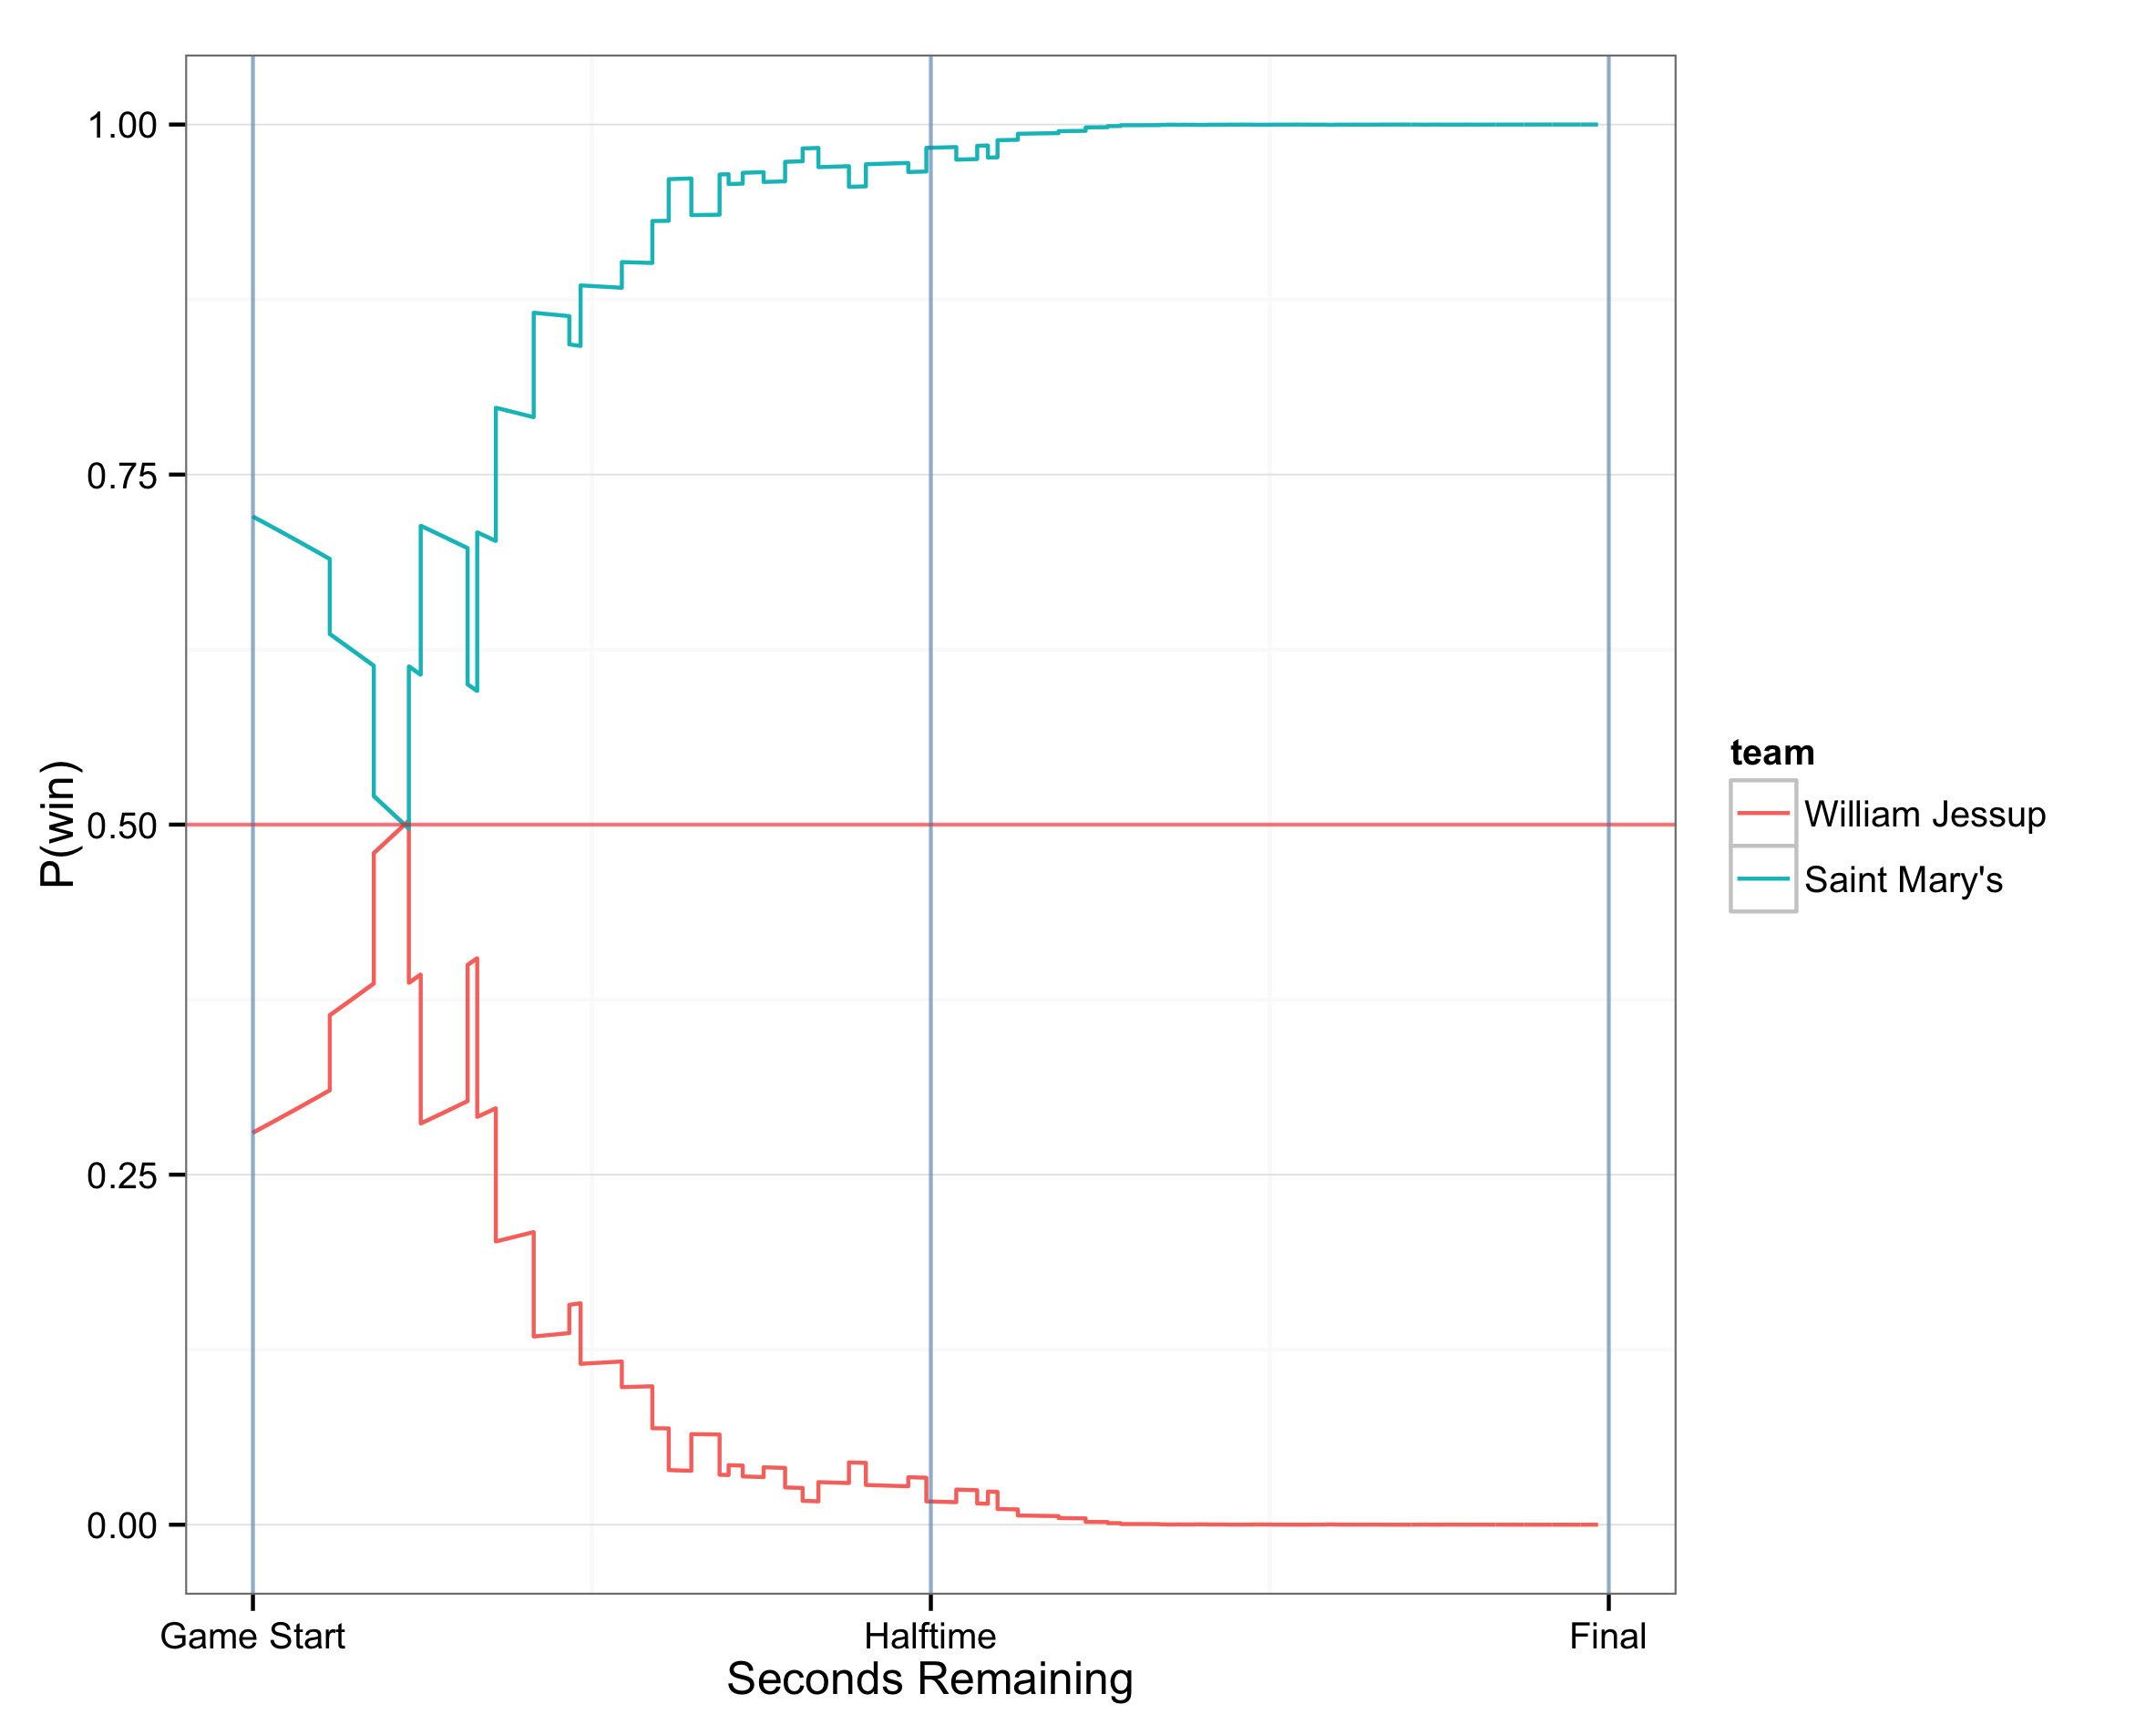 1.00
0.75
0.50
0.25
0.00
P(win)
Game Start
Halftime
Final
Seconds Remaining
team
William Jessup
Saint Mary's